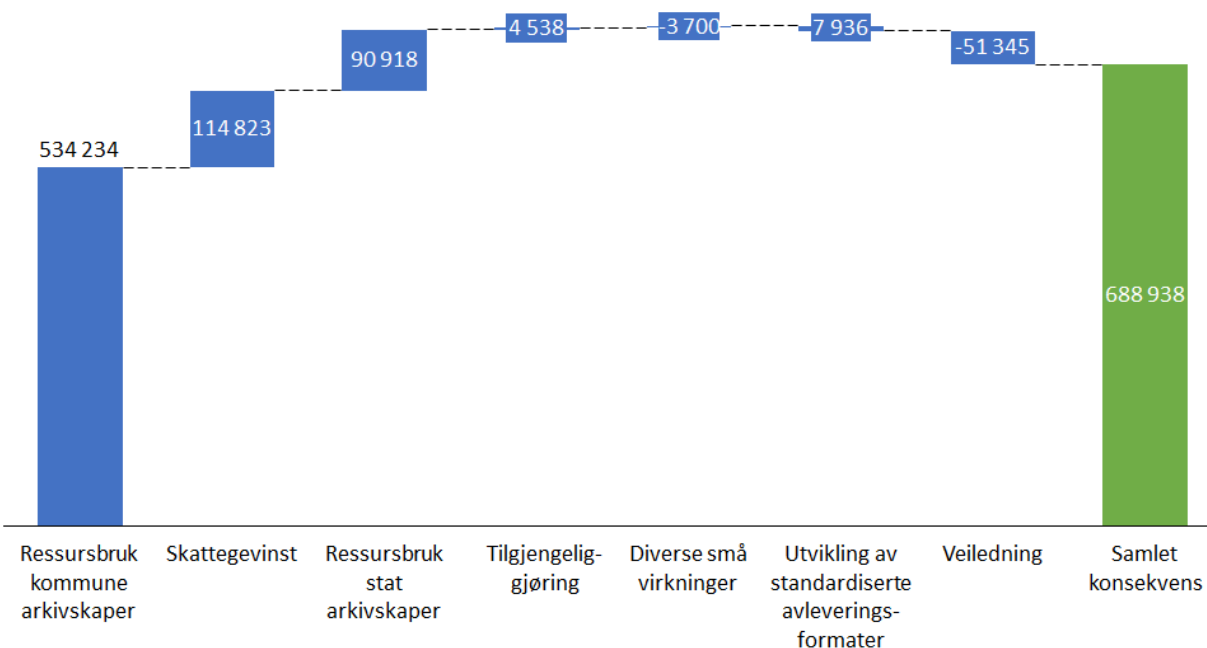 534 234
114 823
90 918
4 538
-3 700
7 936
-51 345
688 938
Ressursbruk
kommune
arkivskaper
Skattegevinst
Ressursbruk
stat
arkivskaper
Tilgjengelig-
gjøring
Diverse små
virkninger
Utvikling av
standardiserte
avleverings-
formater
Veiledning
Samlet
konsekvens